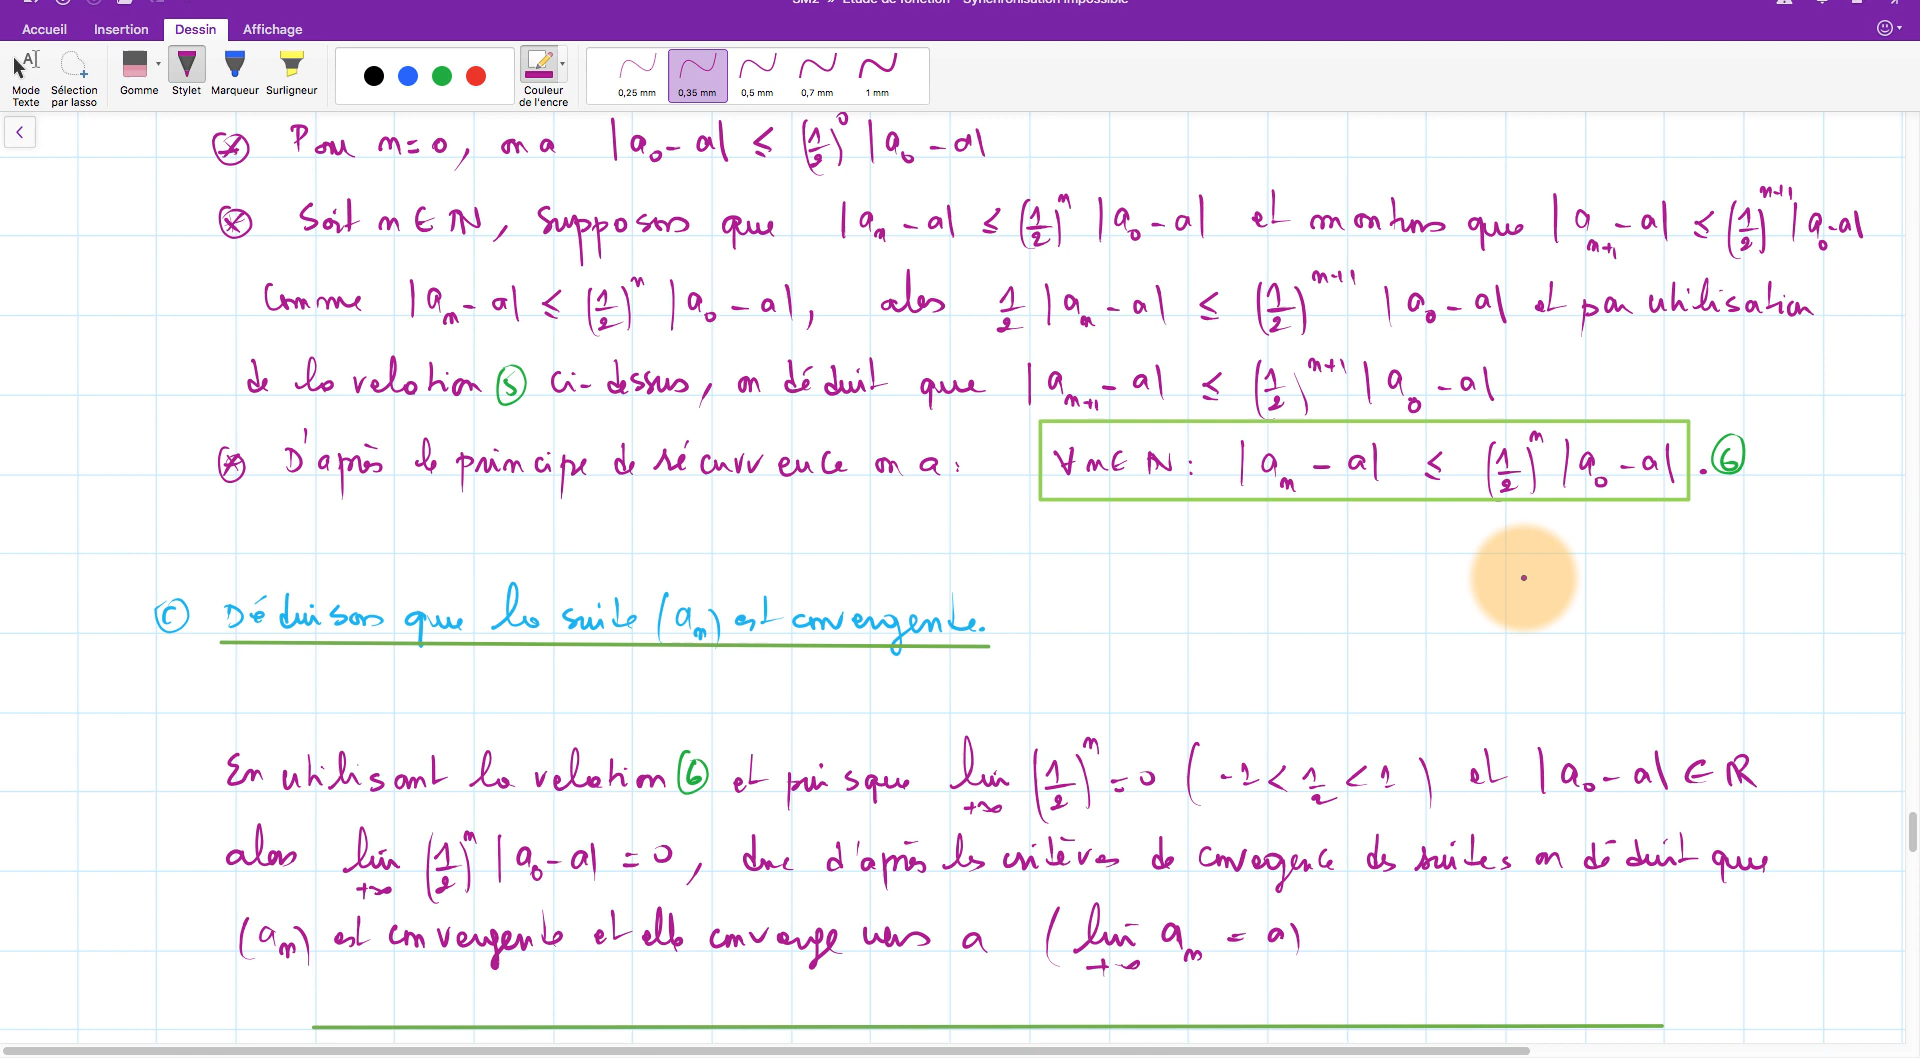 SM2 » Étude de fonction – Synchronisation impossible
Accueil Insertion Dessin Affichage
Mode Texte Sélection par lasso Gomme Stylet Marqueur Surligneur Couleur de l'encre 0,25 mm 0,35 mm 0,5 mm 0,7 mm 1 mm
⊛ Pour n=0, on a |a₀ - a| ≤ (1/2)⁰ |a₀ - a|
⊛ Soit n ∈ ℕ, supposons que |aₙ - a| ≤ (1/2)ⁿ |a₀ - a| et montrons que |aₙ₊₁ - a| ≤ (1/2)ⁿ⁺¹ |a₀ - a|
Comme |aₙ - a| ≤ (1/2)ⁿ |a₀ - a|, alors 1/2 |aₙ - a| ≤ (1/2)ⁿ⁺¹ |a₀ - a| et par utilisation
de la relation ⑤ ci-dessus, on déduit que |aₙ₊₁ - a| ≤ (1/2)ⁿ⁺¹ |a₀ - a|
⊛ D'après le principe de récurrence on a : ∀n∈ℕ : |aₙ - a| ≤ (1/2)ⁿ |a₀ - a| . ⑥
ⓒ Déduisons que la suite (aₙ) est convergente.
En utilisant la relation ⑥ et puisque lim +∞ (1/2)ⁿ = 0 (-1 < 1/2 < 1) et |a₀ - a| ∈ ℝ
alors lim +∞ (1/2)ⁿ |a₀ - a| = 0, donc d'après les critères de convergence des suites on déduit que
(aₙ) est convergente et elle converge vers a (lim +∞ aₙ = a)